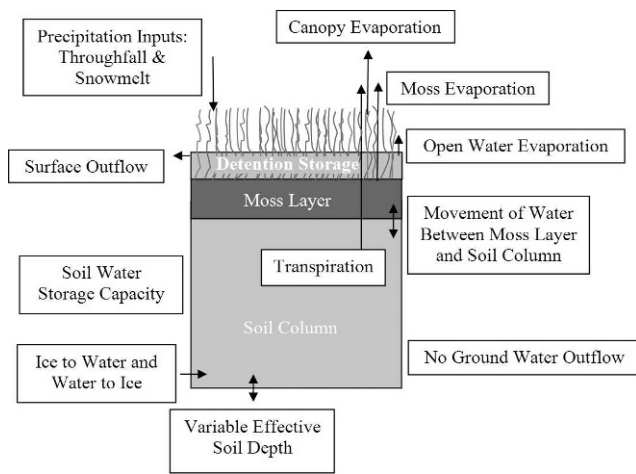 Precipitation Inputs:
Throughfall &
Snowmelt
Canopy Evaporation
Moss Evaporation
Open Water Evaporation
Surface Outflow
Detention Storage
Moss Layer
Movement of Water
Between Moss Layer
and Soil Column
Transpiration
Soil Water
Storage Capacity
Soil Column
Ice to Water and
Water to Ice
No Ground Water Outflow
Variable Effective
Soil Depth